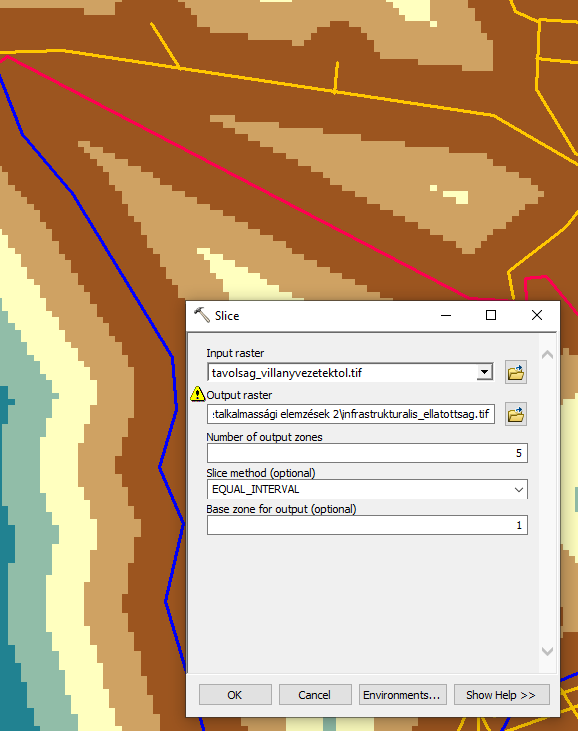 Slice
Input raster
tavolsag_villanyvezetektol.tif
Output raster
:talkalmassági elemzések 2\infrastrukturalis_ellatottsag.tif
Number of output zones
5
Slice method (optional)
EQUAL_INTERVAL
Base zone for output (optional)
1
OK
Cancel
Environments...
Show Help >>